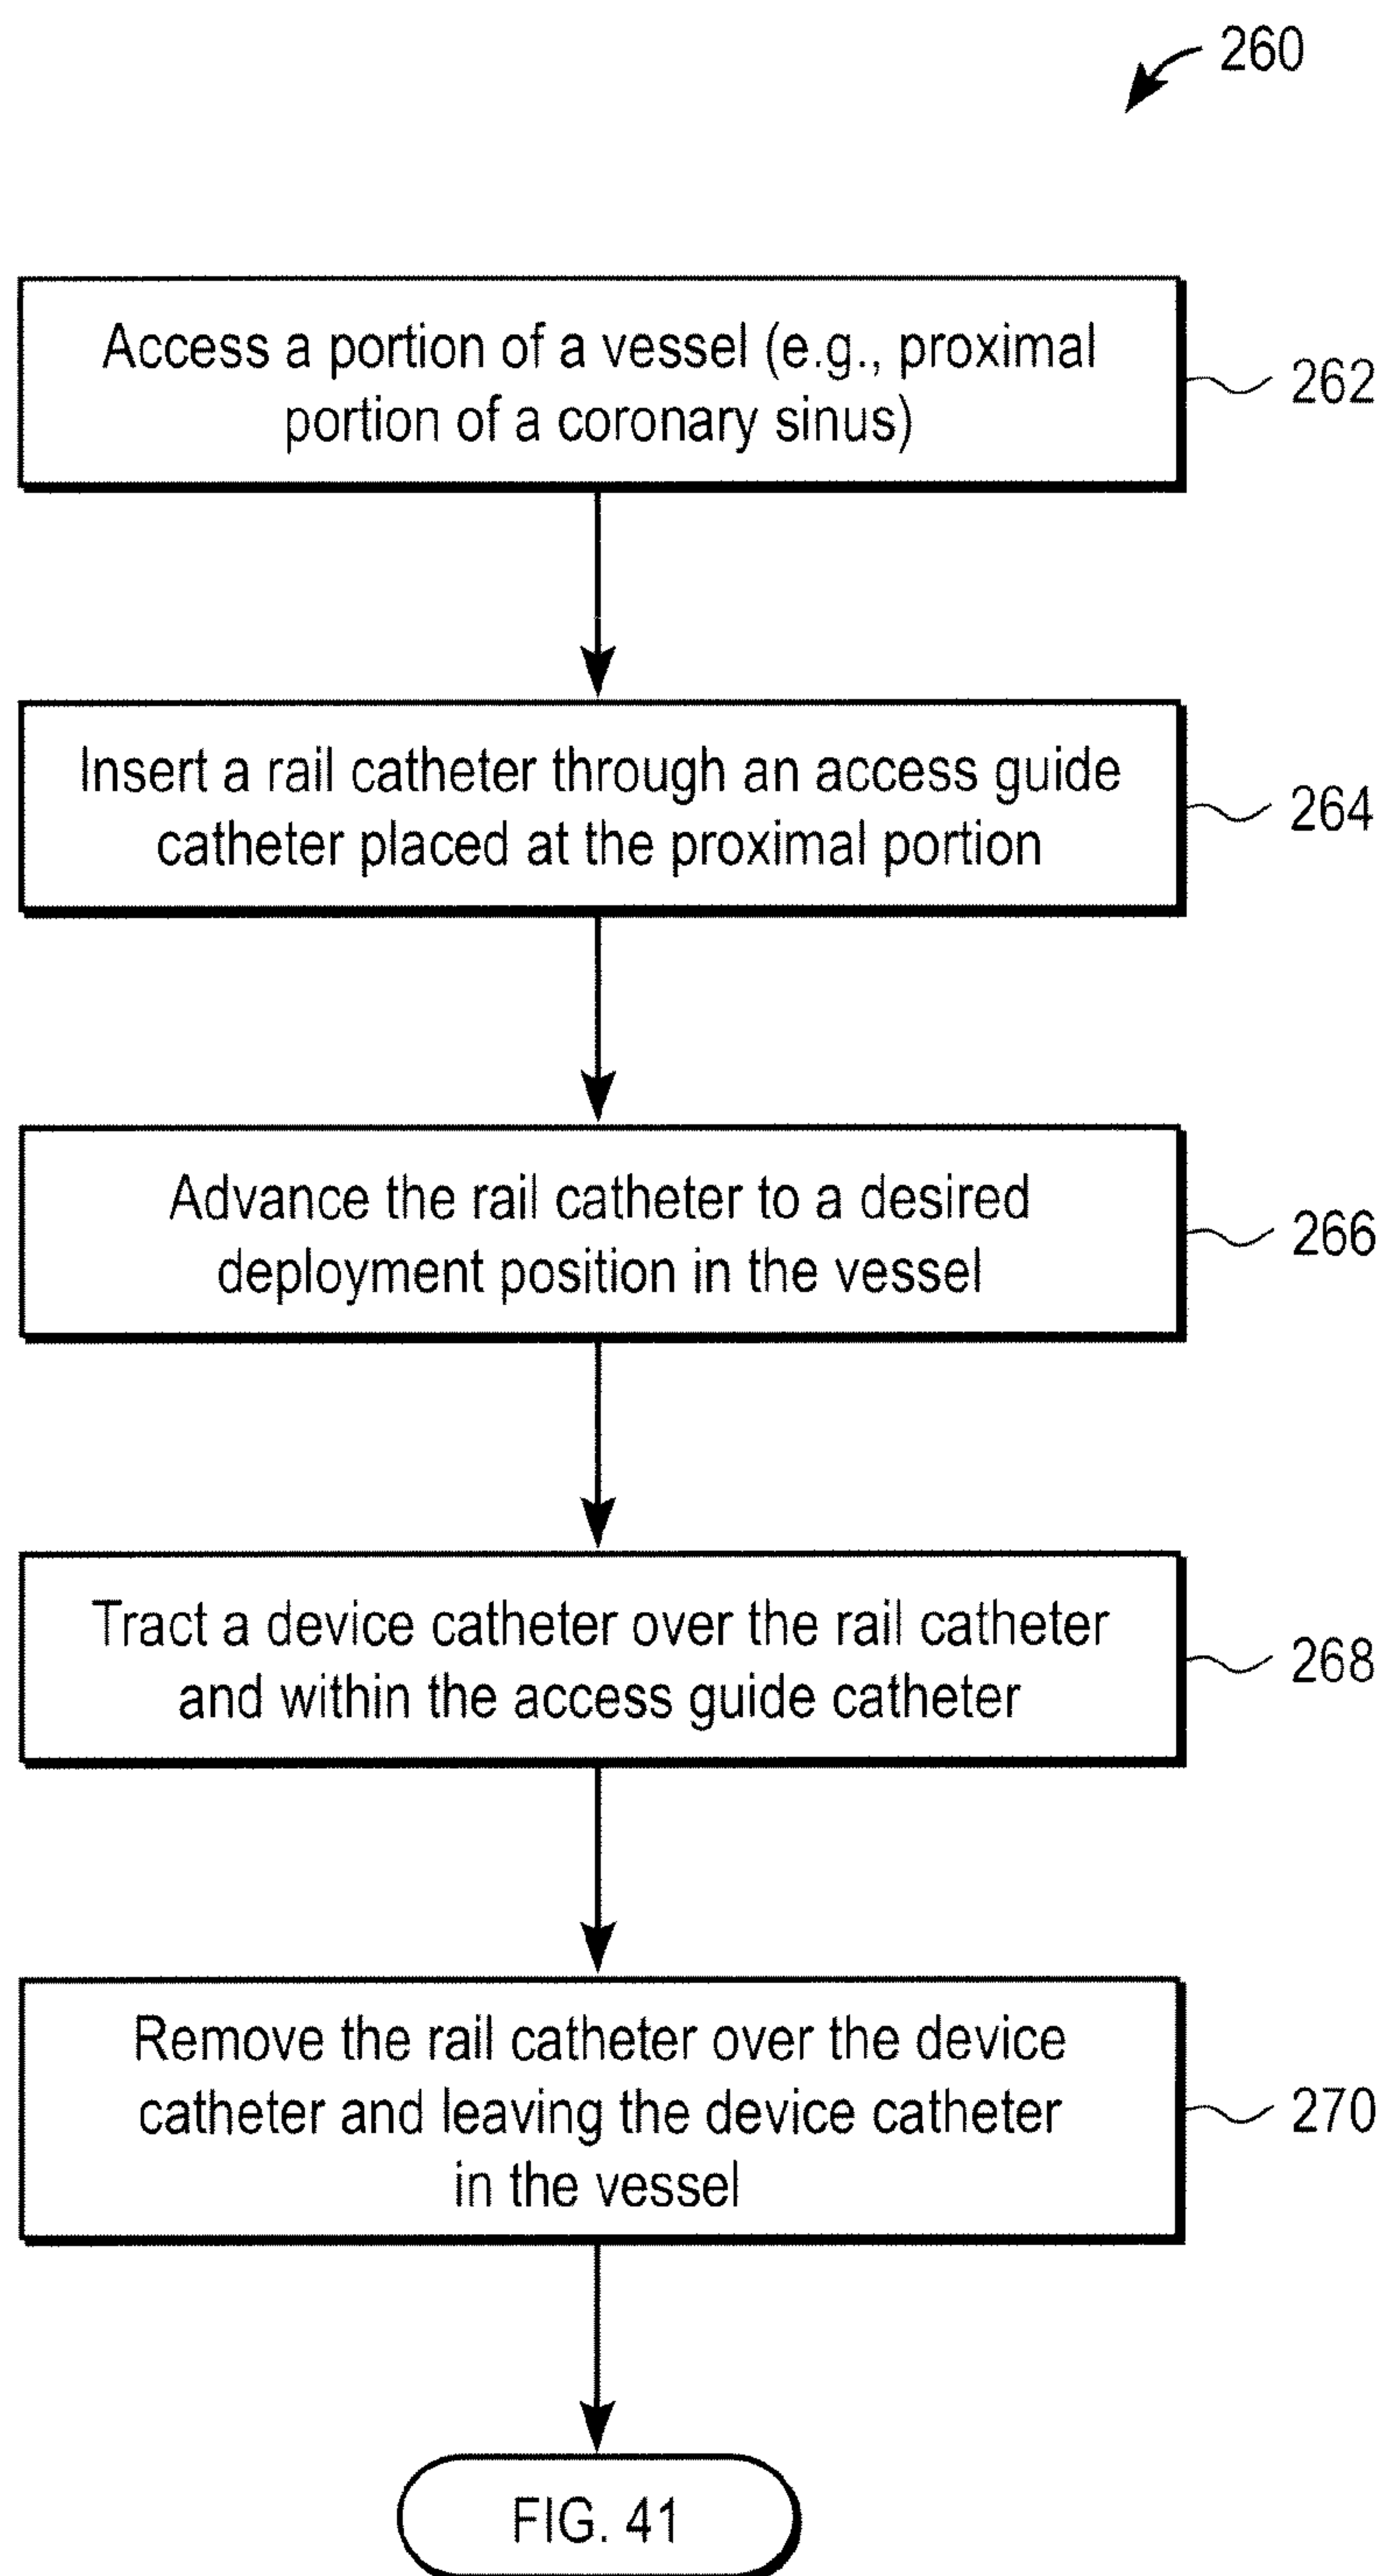 260
Access a portion of a vessel (e.g., proximal
portion of a coronary sinus)
262
Insert a rail catheter through an access guide
catheter placed at the proximal portion
264
Advance the rail catheter to a desired
deployment position in the vessel
266
Tract a device catheter over the rail catheter
and within the access guide catheter
268
Remove the rail catheter over the device
catheter and leaving the device catheter
in the vessel
270
FIG. 41